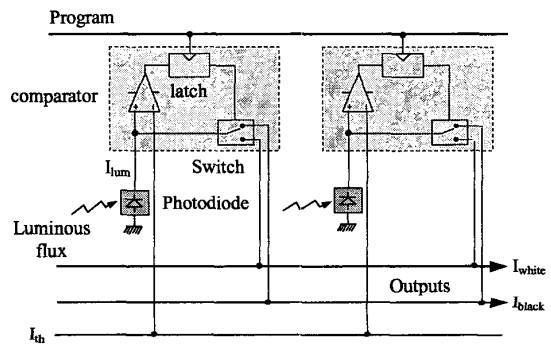 Program
comparator
latch
I_lum
Switch
Photodiode
Luminous
flux
I_white
Outputs
I_black
I_th